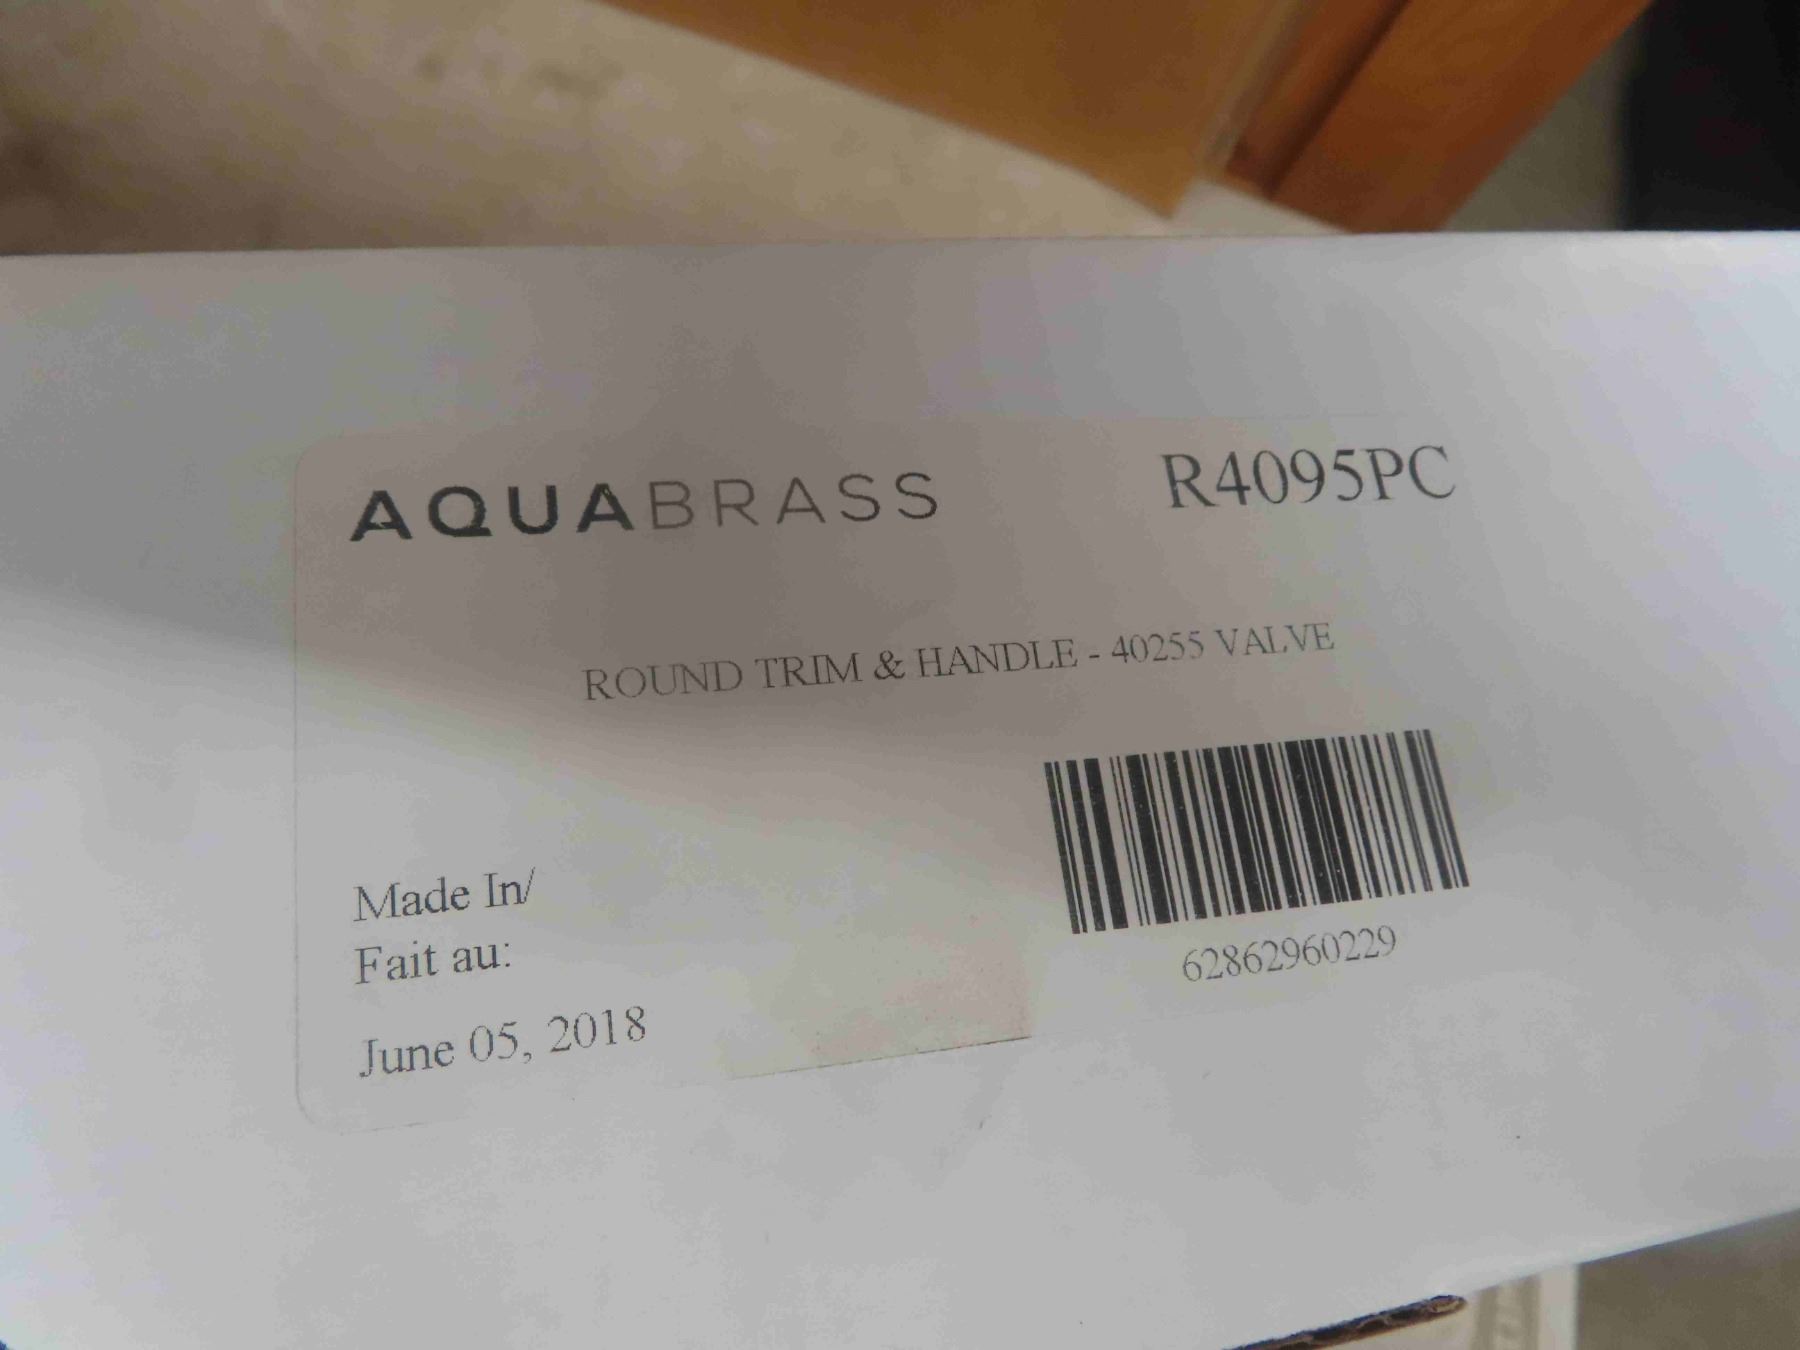 AQUABRASS R4095PC
ROUND TRIM & HANDLE - 40255 VALVE
Made In/
Fait au:
June 05, 2018
62862960229